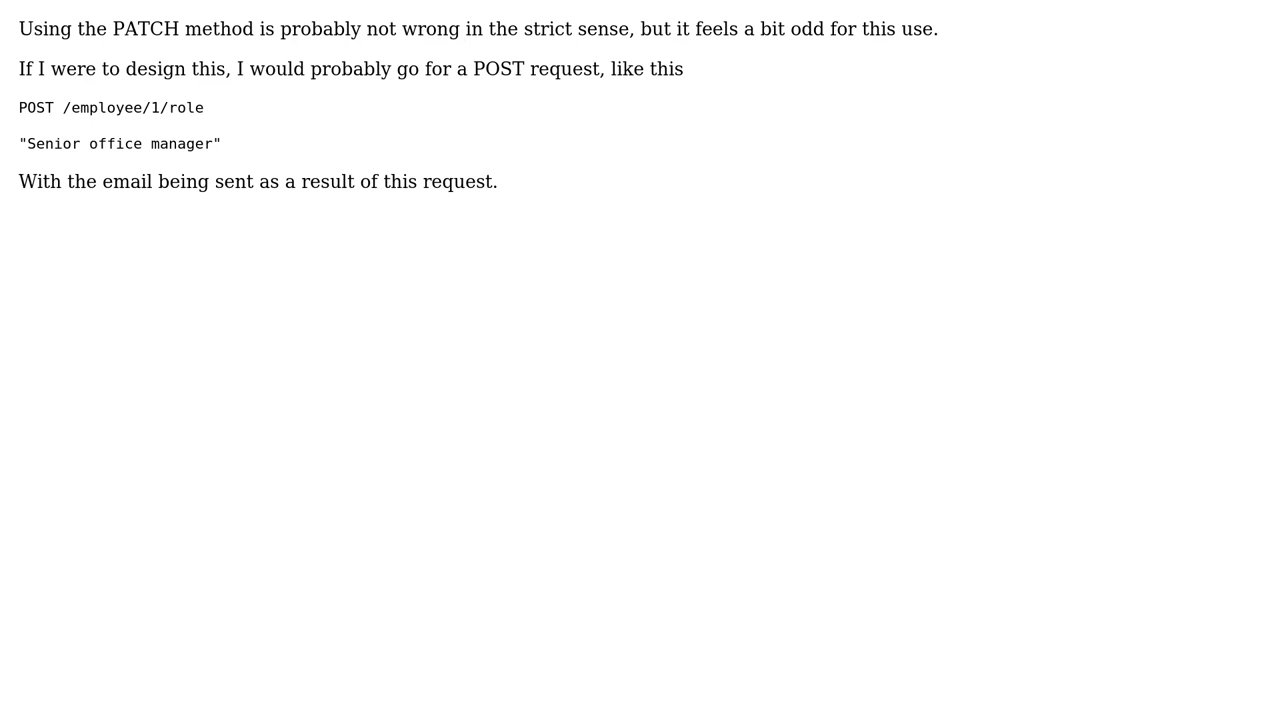 Using the PATCH method is probably not wrong in the strict sense, but it feels a bit odd for this use.
If I were to design this, I would probably go for a POST request, like this
POST /employee/1/role
"Senior office manager"
With the email being sent as a result of this request.